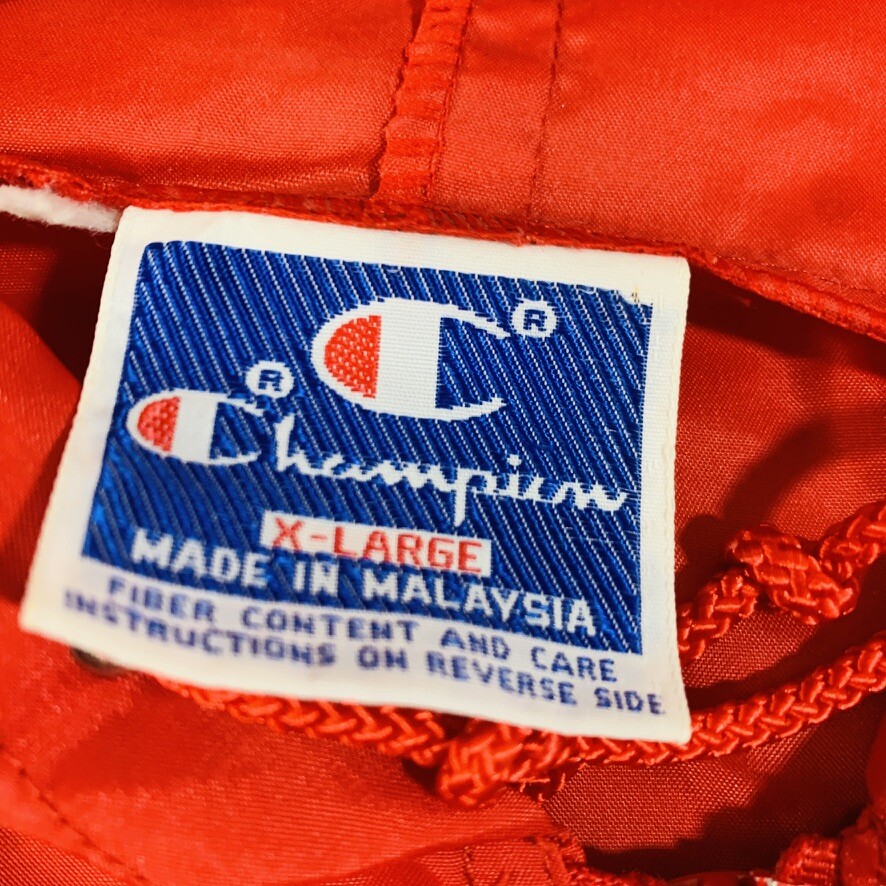 ®
®
Champion
X-LARGE
MADE IN MALAYSIA
FIBER CONTENT AND CARE
INSTRUCTIONS ON REVERSE SIDE